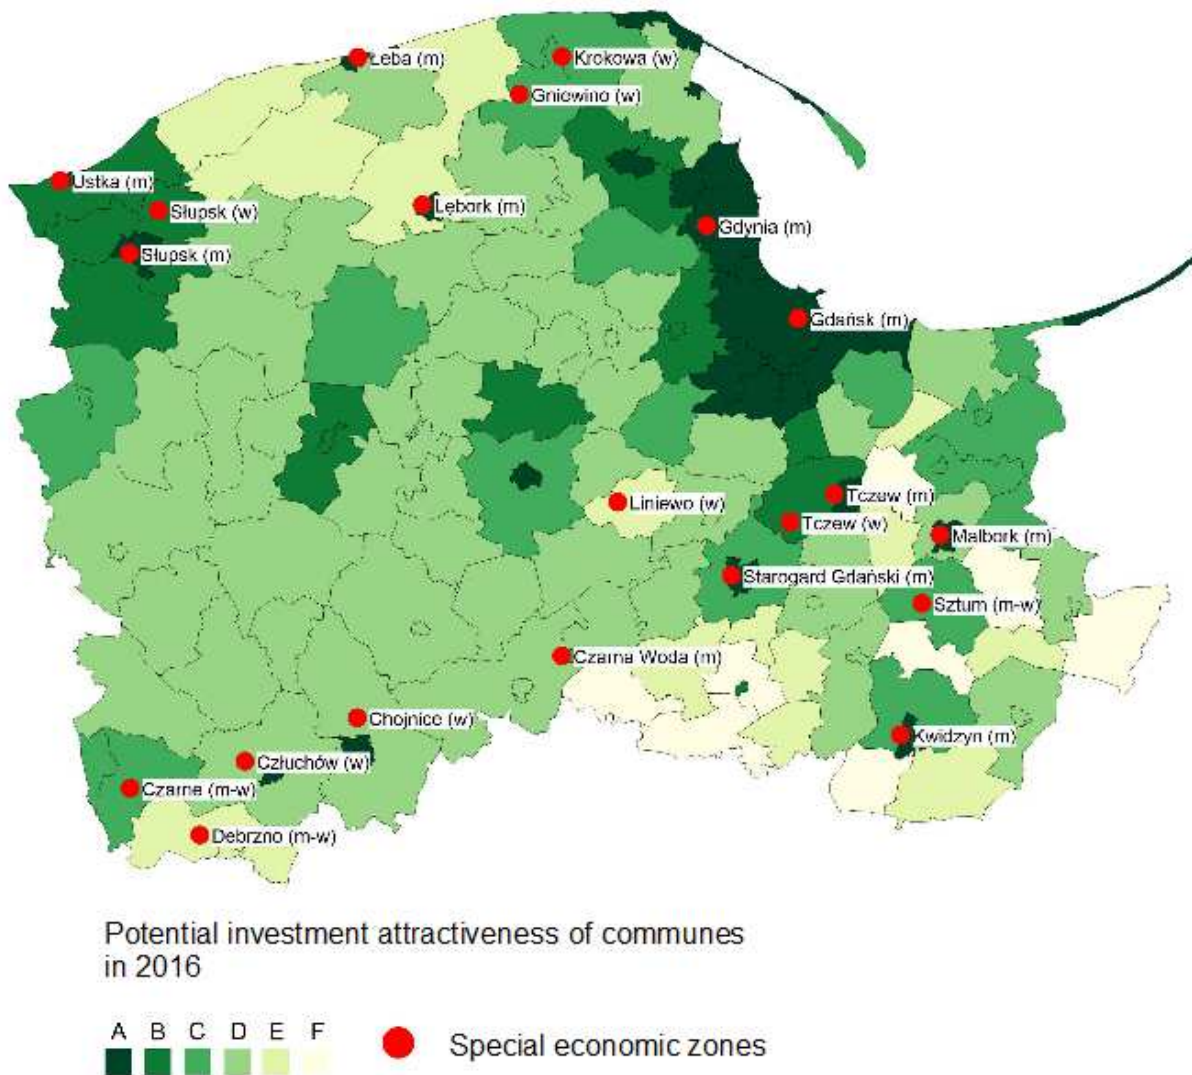 Łeba (m)
Krokowa (w)
Gniewino (w)
Ustka (m)
Słupsk (w)
Lębork (m)
Gdynia (m)
Słupsk (m)
Gdańsk (m)
Liniewo (w)
Tczew (m)
Tczew (w)
Malbork (m)
Starogard Gdański (m)
Sztum (m-w)
Czarna Woda (m)
Chojnice (w)
Kwidzyn (m)
Człuchów (w)
Czarne (m-w)
Debrzno (m-w)
Potential investment attractiveness of communes
in 2016
A B C D E F
Special economic zones